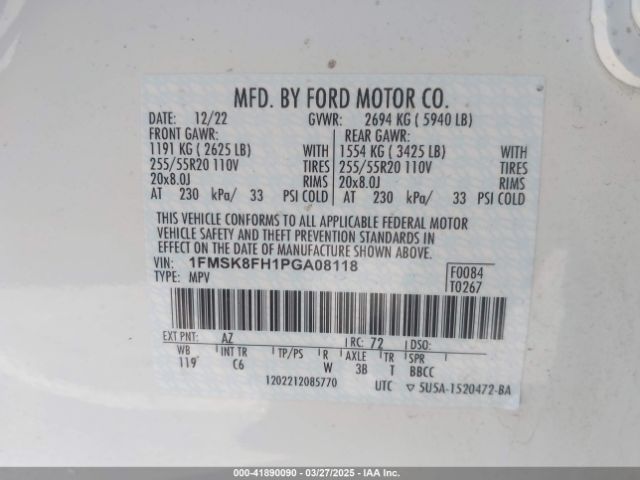 MFD. BY FORD MOTOR CO.
DATE: 12/22 GVWR: 2694 KG ( 5940 LB)
FRONT GAWR: REAR GAWR:
1191 KG ( 2625 LB) WITH 1554 KG ( 3425 LB) WITH
255/55R20 110V TIRES 255/55R20 110V TIRES
20x8.0J RIMS 20x8.0J RIMS
AT 230 kPa/ 33 PSI COLD AT 230 kPa/ 33 PSI COLD
THIS VEHICLE CONFORMS TO ALL APPLICABLE FEDERAL MOTOR
VEHICLE SAFETY AND THEFT PREVENTION STANDARDS IN
EFFECT ON THE DATE OF MANUFACTURE SHOWN ABOVE.
VIN: 1FMSK8FH1PGA08118 F0084
TYPE: MPV T0267
EXT PNT: AZ RC: 72 DSO:
WB INT TR TP/PS R AXLE TR SPR
119 C6 W 3B T BBCC
1202212085770 UTC ▽ 5U5A-1520472-BA
000-41890090 | 03/27/2025 | IAAI.COM